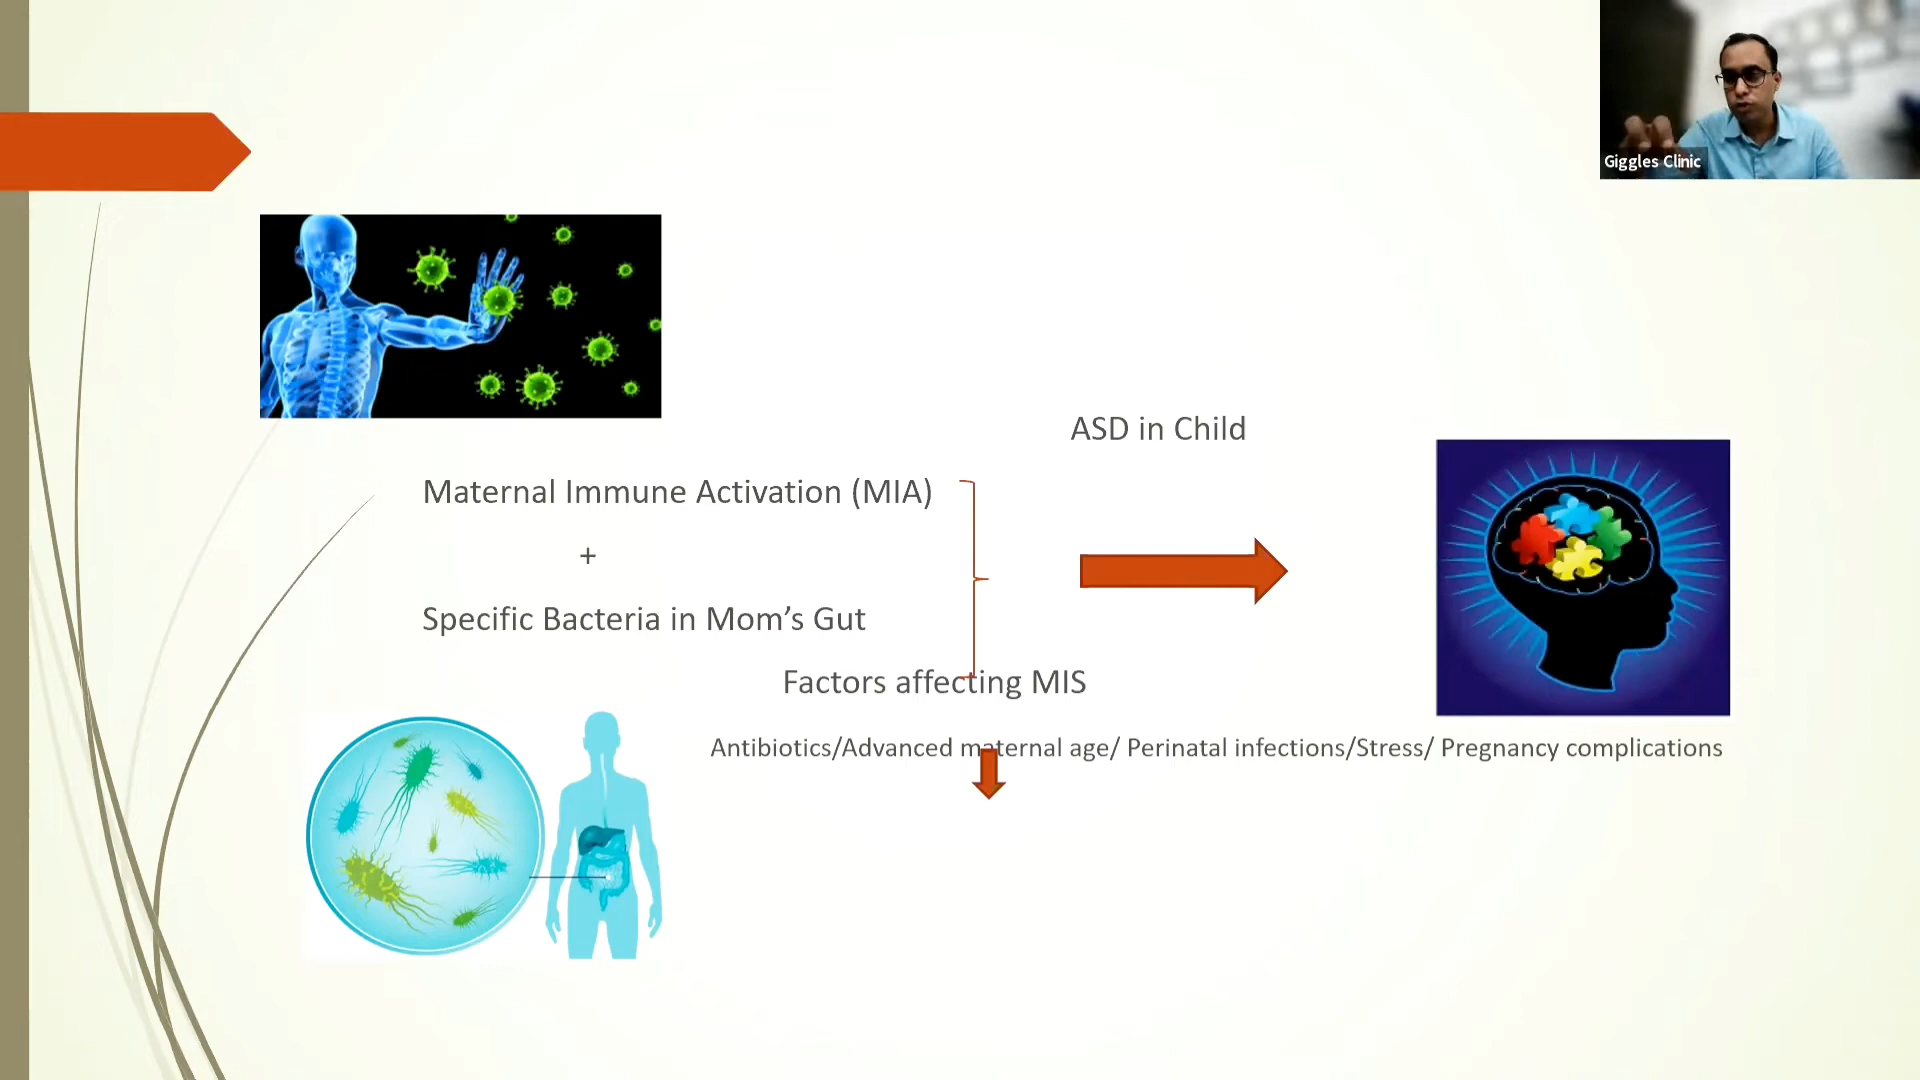 Giggles Clinic
ASD in Child
Maternal Immune Activation (MIA)
+
Specific Bacteria in Mom’s Gut
Factors affecting MIS
Antibiotics/Advanced maternal age/ Perinatal infections/Stress/ Pregnancy complications